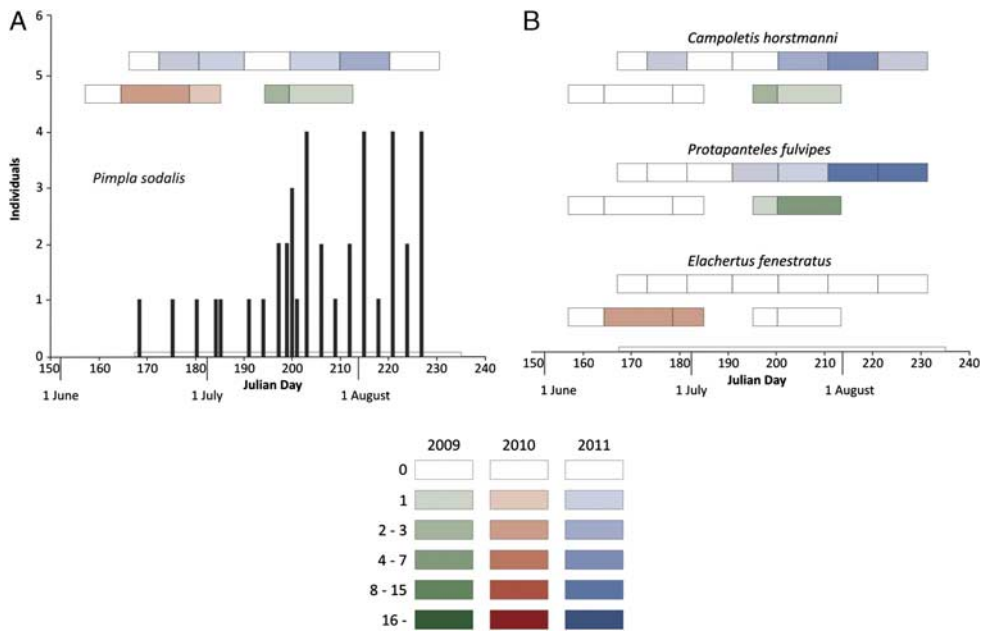 A
6
5
4
3
2
1
0
Individuals
Pimpla sodalis
150 160 170 180 190 200 210 220 230 240
Julian Day
1 June 1 July 1 August
B
Campoletis horstmanni
Protapanteles fulvipes
Elachertus fenestratus
150 160 170 180 190 200 210 220 230 240
Julian Day
1 June 1 July 1 August
2009 2010 2011
0
1
2 - 3
4 - 7
8 - 15
16 -